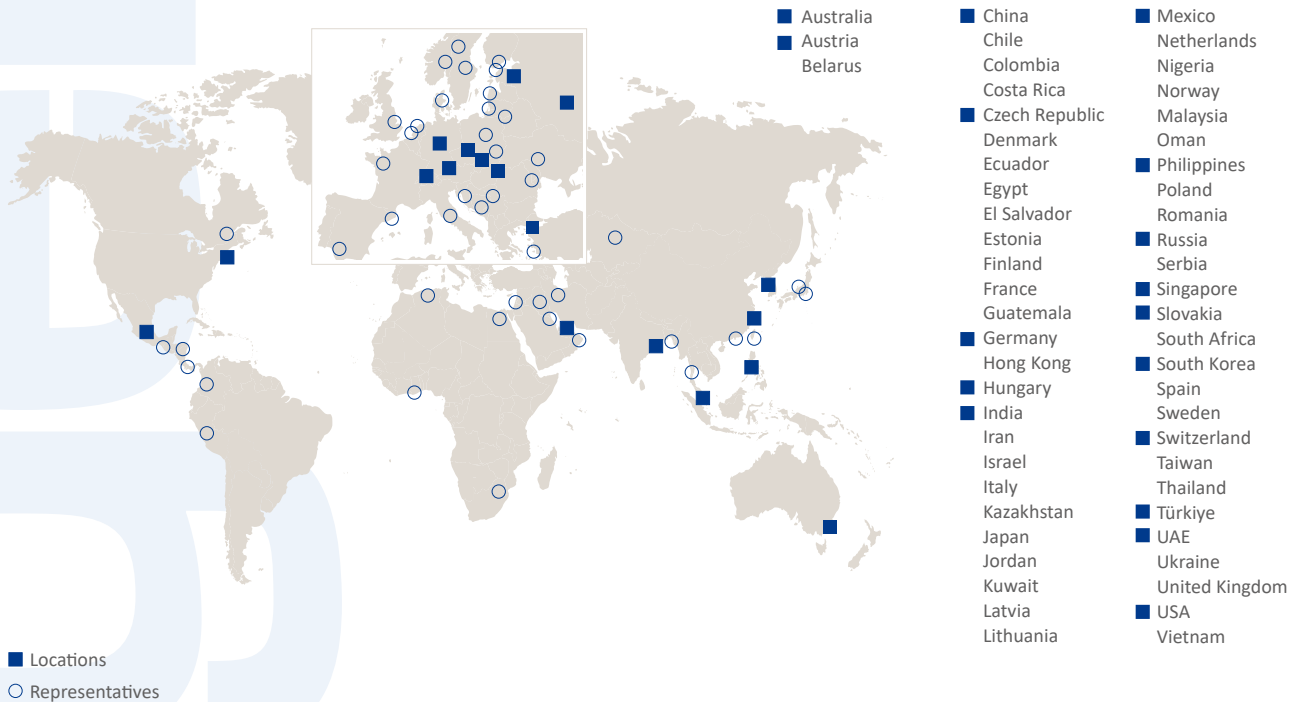 Australia
Austria
Belarus
China
Chile
Colombia
Costa Rica
Czech Republic
Denmark
Ecuador
Egypt
El Salvador
Estonia
Finland
France
Guatemala
Germany
Hong Kong
Hungary
India
Iran
Israel
Italy
Kazakhstan
Japan
Jordan
Kuwait
Latvia
Lithuania
Mexico
Netherlands
Nigeria
Norway
Malaysia
Oman
Philippines
Poland
Romania
Russia
Serbia
Singapore
Slovakia
South Africa
South Korea
Spain
Sweden
Switzerland
Taiwan
Thailand
Türkiye
UAE
Ukraine
United Kingdom
USA
Vietnam
Locations
Representatives